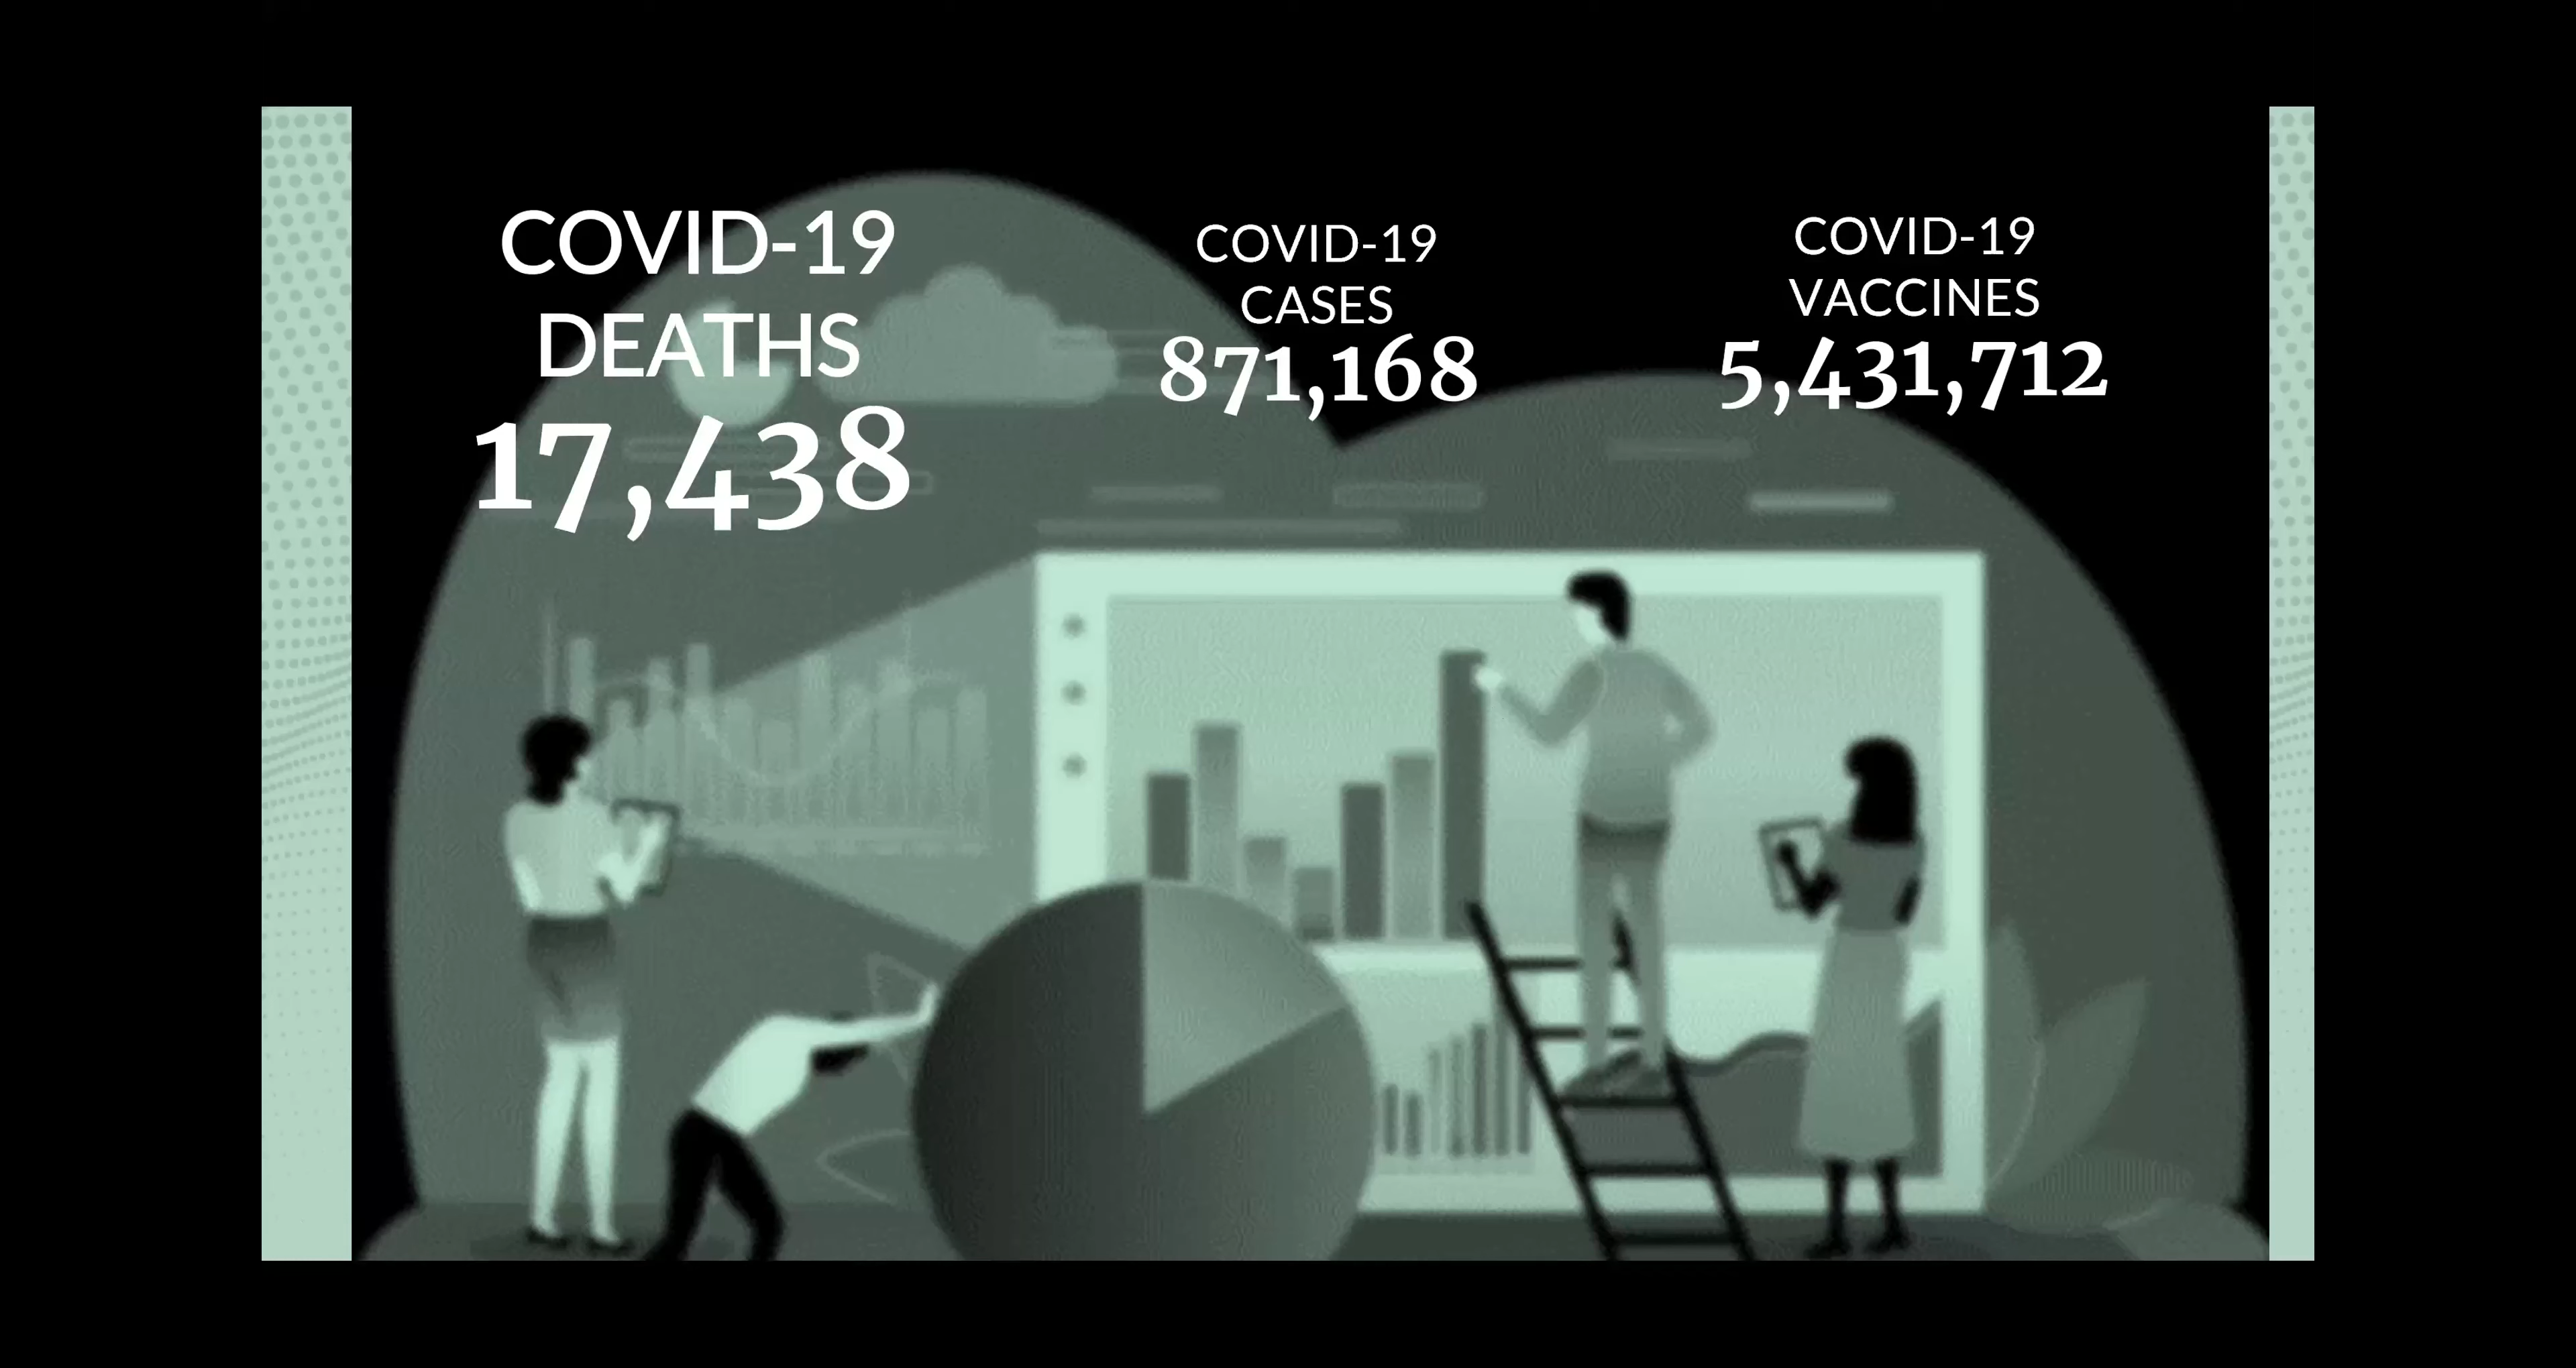 COVID-19
DEATHS
17,438
COVID-19
CASES
871,168
COVID-19
VACCINES
5,431,712